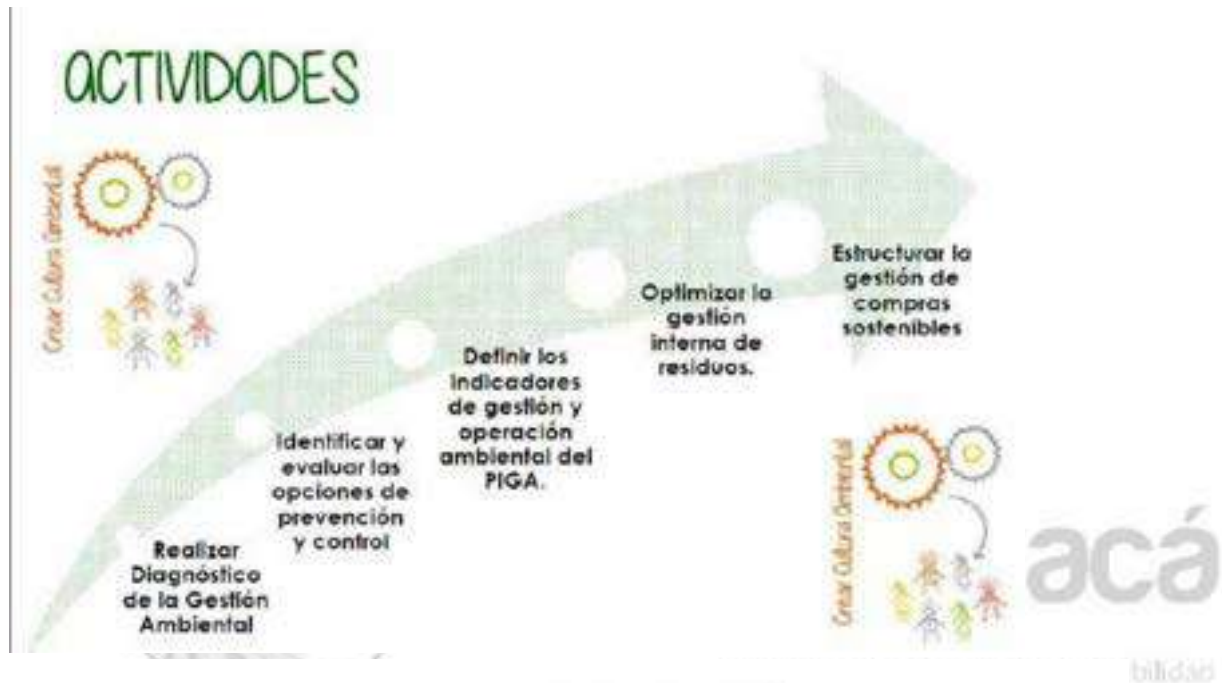 ACTIVIDADES
Crear Cultura Ambiental
Realizar
Diagnóstico
de la Gestión
Ambiental
Identificar y
evaluar las
opciones de
prevención
y control
Definir los
indicadores
de gestión y
operación
ambiental del
PIGA.
Optimizar la
gestión
interna de
residuos.
Estructurar la
gestión de
compras
sostenibles
Crear Cultura Ambiental
acá
bilidad